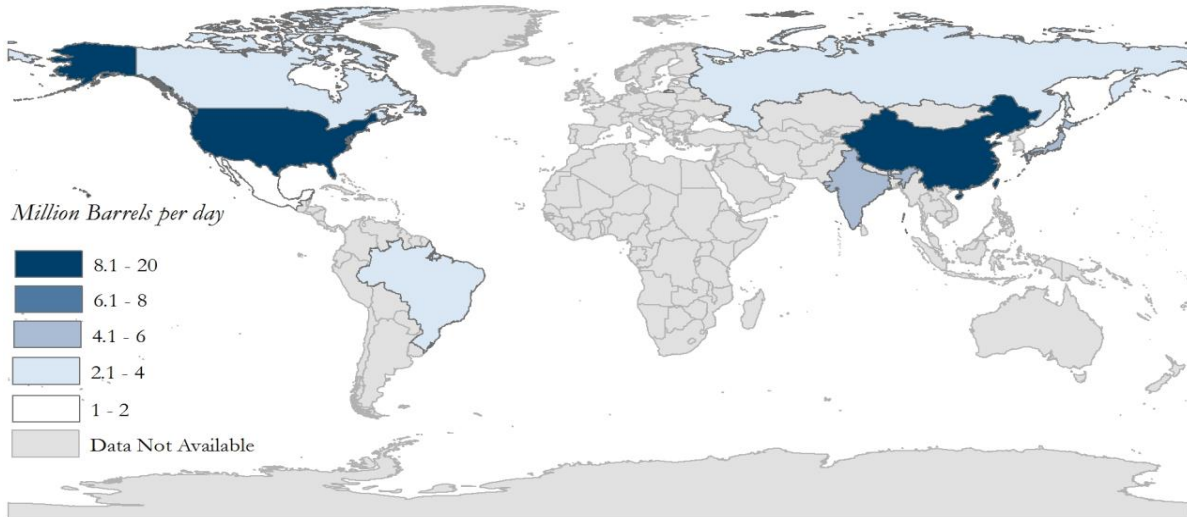 Million Barrels per day
8.1 - 20
6.1 - 8
4.1 - 6
2.1 - 4
1 - 2
Data Not Available